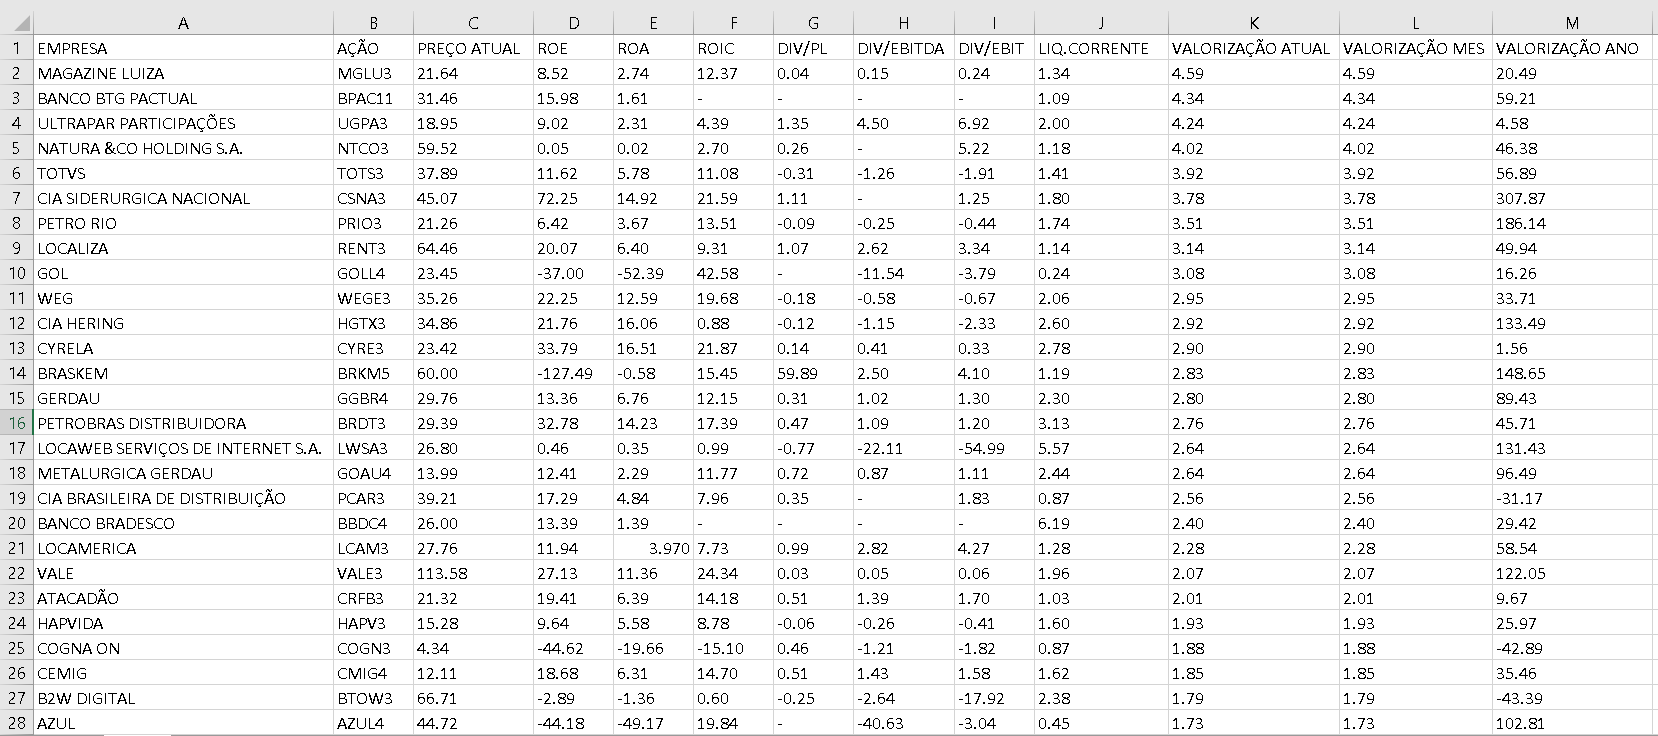 A B C D E F G H I J K L M
1 EMPRESA AÇÃO PREÇO ATUAL ROE ROA ROIC DIV/PL DIV/EBITDA DIV/EBIT LIQ.CORRENTE VALORIZAÇÃO ATUAL VALORIZAÇÃO MES VALORIZAÇÃO ANO
2 MAGAZINE LUIZA MGLU3 21.64 8.52 2.74 12.37 0.04 0.15 0.24 1.34 4.59 4.59 20.49
3 BANCO BTG PACTUAL BPAC11 31.46 15.98 1.61 - - - - 1.09 4.34 4.34 59.21
4 ULTRAPAR PARTICIPAÇÕES UGPA3 18.95 9.02 2.31 4.39 1.35 4.50 6.92 2.00 4.24 4.24 4.58
5 NATURA &CO HOLDING S.A. NTCO3 59.52 0.05 0.02 2.70 0.26 - 5.22 1.18 4.02 4.02 46.38
6 TOTVS TOTS3 37.89 11.62 5.78 11.08 -0.31 -1.26 -1.91 1.41 3.92 3.92 56.89
7 CIA SIDERURGICA NACIONAL CSNA3 45.07 72.25 14.92 21.59 1.11 - 1.25 1.80 3.78 3.78 307.87
8 PETRO RIO PRIO3 21.26 6.42 3.67 13.51 -0.09 -0.25 -0.44 1.74 3.51 3.51 186.14
9 LOCALIZA RENT3 64.46 20.07 6.40 9.31 1.07 2.62 3.34 1.14 3.14 3.14 49.94
10 GOL GOLL4 23.45 -37.00 -52.39 42.58 - -11.54 -3.79 0.24 3.08 3.08 16.26
11 WEG WEGE3 35.26 22.25 12.59 19.68 -0.18 -0.58 -0.67 2.06 2.95 2.95 33.71
12 CIA HERING HGTX3 34.86 21.76 16.06 0.88 -0.12 -1.15 -2.33 2.60 2.92 2.92 133.49
13 CYRELA CYRE3 23.42 33.79 16.51 21.87 0.14 0.41 0.33 2.78 2.90 2.90 1.56
14 BRASKEM BRKM5 60.00 -127.49 -0.58 15.45 59.89 2.50 4.10 1.19 2.83 2.83 148.65
15 GERDAU GGBR4 29.76 13.36 6.76 12.15 0.31 1.02 1.30 2.30 2.80 2.80 89.43
16 PETROBRAS DISTRIBUIDORA BRDT3 29.39 32.78 14.23 17.39 0.47 1.09 1.20 3.13 2.76 2.76 45.71
17 LOCAWEB SERVIÇOS DE INTERNET S.A. LWSA3 26.80 0.46 0.35 0.99 -0.77 -22.11 -54.99 5.57 2.64 2.64 131.43
18 METALURGICA GERDAU GOAU4 13.99 12.41 2.29 11.77 0.72 0.87 1.11 2.44 2.64 2.64 96.49
19 CIA BRASILEIRA DE DISTRIBUIÇÃO PCAR3 39.21 17.29 4.84 7.96 0.35 - 1.83 0.87 2.56 2.56 -31.17
20 BANCO BRADESCO BBDC4 26.00 13.39 1.39 - - - - 6.19 2.40 2.40 29.42
21 LOCAMERICA LCAM3 27.76 11.94 3.970 7.73 0.99 2.82 4.27 1.28 2.28 2.28 58.54
22 VALE VALE3 113.58 27.13 11.36 24.34 0.03 0.05 0.06 1.96 2.07 2.07 122.05
23 ATACADÃO CRFB3 21.32 19.41 6.39 14.18 0.51 1.39 1.70 1.03 2.01 2.01 9.67
24 HAPVIDA HAPV3 15.28 9.64 5.58 8.78 -0.06 -0.26 -0.41 1.60 1.93 1.93 25.97
25 COGNA ON COGN3 4.34 -44.62 -19.66 -15.10 0.46 -1.21 -1.82 0.87 1.88 1.88 -42.89
26 CEMIG CMIG4 12.11 18.68 6.31 14.70 0.51 1.43 1.58 1.62 1.85 1.85 35.46
27 B2W DIGITAL BTOW3 66.71 -2.89 -1.36 0.60 -0.25 -2.64 -17.92 2.38 1.79 1.79 -43.39
28 AZUL AZUL4 44.72 -44.18 -49.17 19.84 - -40.63 -3.04 0.45 1.73 1.73 102.81